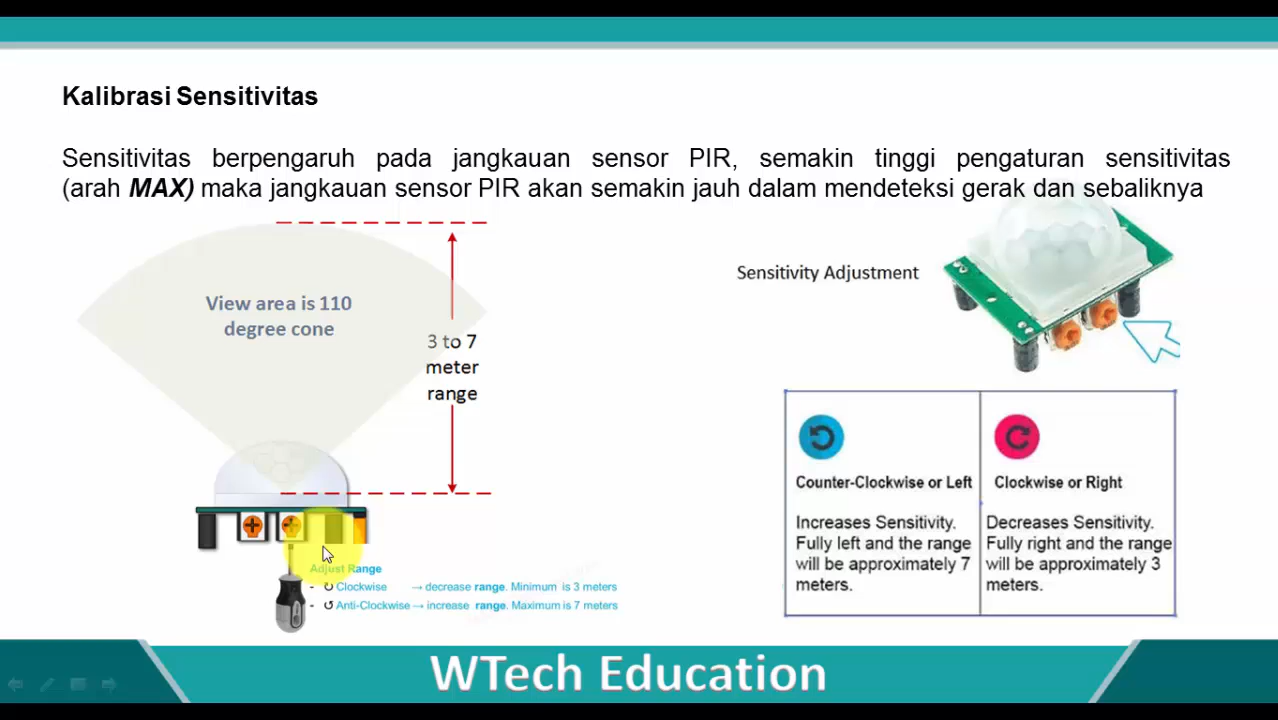 Kalibrasi Sensitivitas
Sensitivitas berpengaruh pada jangkauan sensor PIR, semakin tinggi pengaturan sensitivitas
(arah MAX) maka jangkauan sensor PIR akan semakin jauh dalam mendeteksi gerak dan sebaliknya
View area is 110
degree cone
3 to 7
meter
range
Adjust Range
- ↻ Clockwise → decrease range. Minimum is 3 meters
- ↺ Anti-Clockwise → increase range. Maximum is 7 meters
Sensitivity Adjustment
Counter-Clockwise or Left
Increases Sensitivity.
Fully left and the range
will be approximately 7
meters.
Clockwise or Right
Decreases Sensitivity.
Fully right and the range
will be approximately 3
meters.
WTech Education